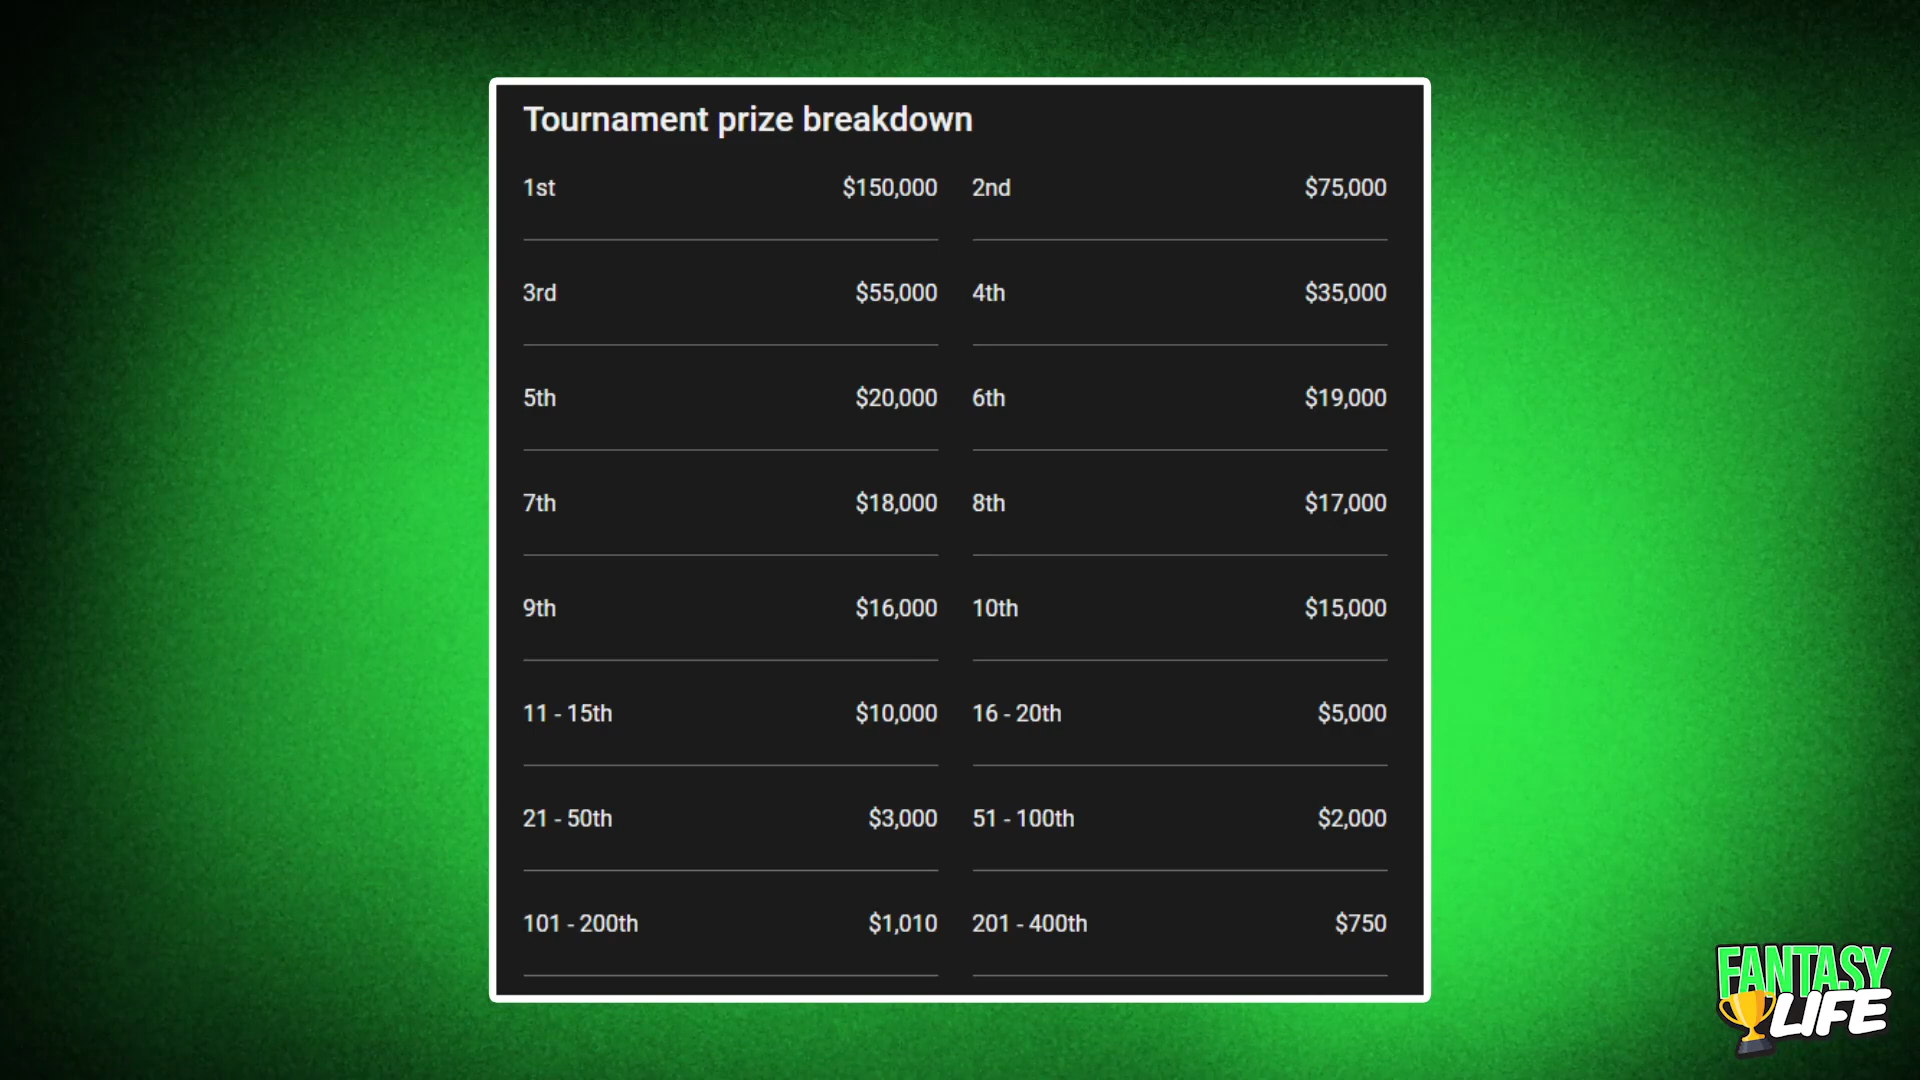 Tournament prize breakdown
1st $150,000 2nd $75,000
3rd $55,000 4th $35,000
5th $20,000 6th $19,000
7th $18,000 8th $17,000
9th $16,000 10th $15,000
11 - 15th $10,000 16 - 20th $5,000
21 - 50th $3,000 51 - 100th $2,000
101 - 200th $1,010 201 - 400th $750
FANTASY
LIFE